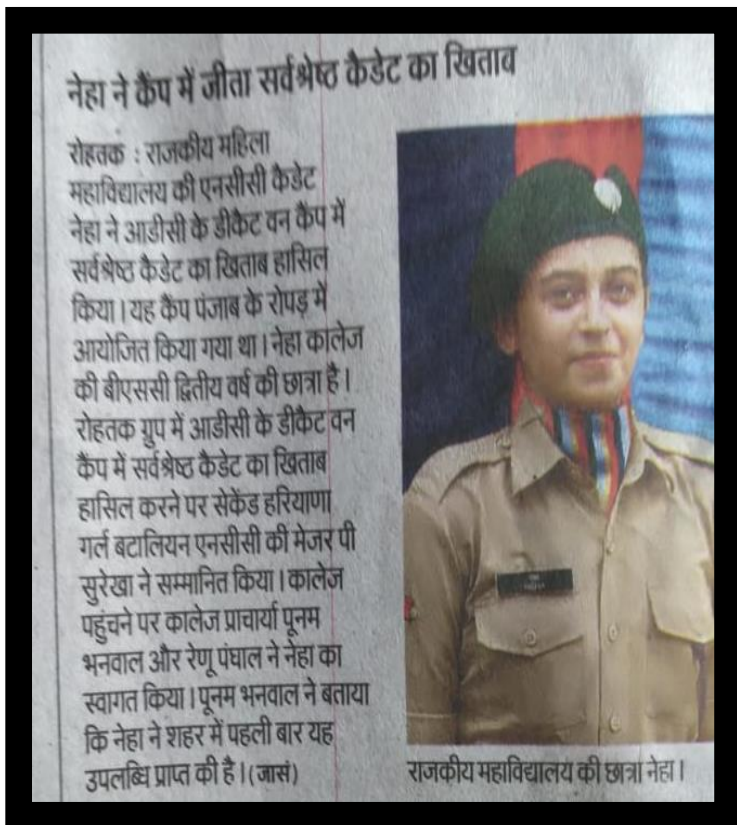 नेहा ने कैंप में जीता सर्वश्रेष्ठ कैडेट का खिताब
रोहतक : राजकीय महिला
महाविद्यालय की एनसीसी कैडेट
नेहा ने आडीसी के डीकैट वन कैंप में
सर्वश्रेष्ठ कैडेट का खिताब हासिल
किया। यह कैंप पंजाब के रोपड़ में
आयोजित किया गया था। नेहा कालेज
की बीएससी द्वितीय वर्ष की छात्रा है।
रोहतक ग्रुप में आडीसी के डीकैट वन
कैंप में सर्वश्रेष्ठ कैडेट का खिताब
हासिल करने पर सेकेंड हरियाणा
गर्ल बटालियन एनसीसी की मेजर पी
सुरेखा ने सम्मानित किया। कालेज
पहुंचने पर कालेज प्राचार्या पूनम
भनवाल और रेणू पंघाल ने नेहा का
स्वागत किया। पूनम भनवाल ने बताया
कि नेहा ने शहर में पहली बार यह
उपलब्धि प्राप्त की है। (जासं)
राजकीय महाविद्यालय की छात्रा नेहा।